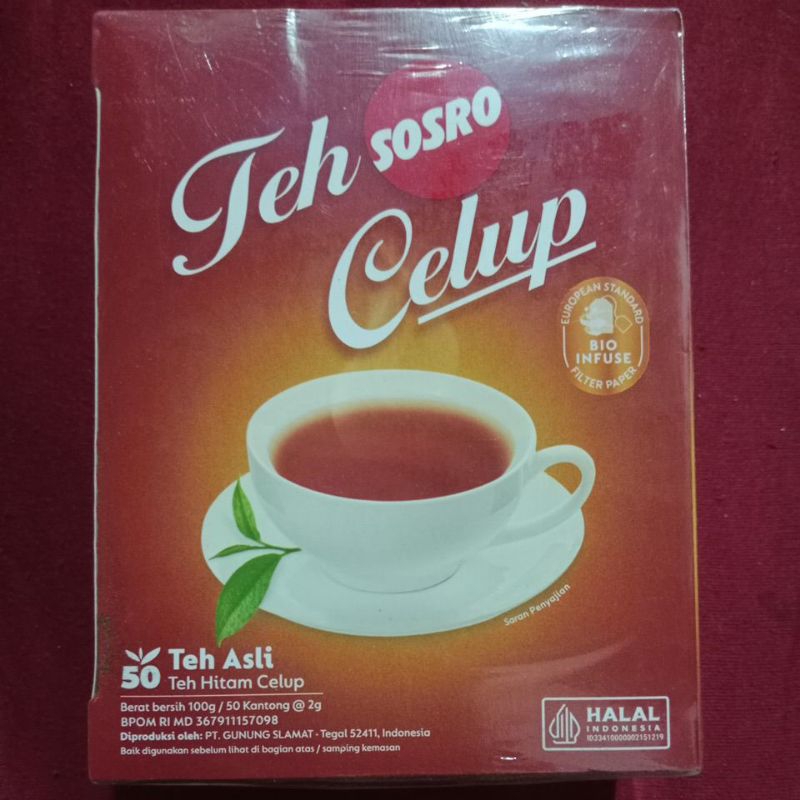 Teh SOSRO
Celup
EUROPEAN STANDARD
BIO
INFUSE
FILTER PAPER
Saran Penyajian
50 Teh Asli
Teh Hitam Celup
Berat bersih 100g / 50 Kantong @ 2g
BPOM RI MD 367911157098
Diproduksi oleh: PT. GUNUNG SLAMAT - Tegal 52411, Indonesia
Baik digunakan sebelum lihat di bagian atas / samping kemasan
HALAL
INDONESIA
ID33410000002151219